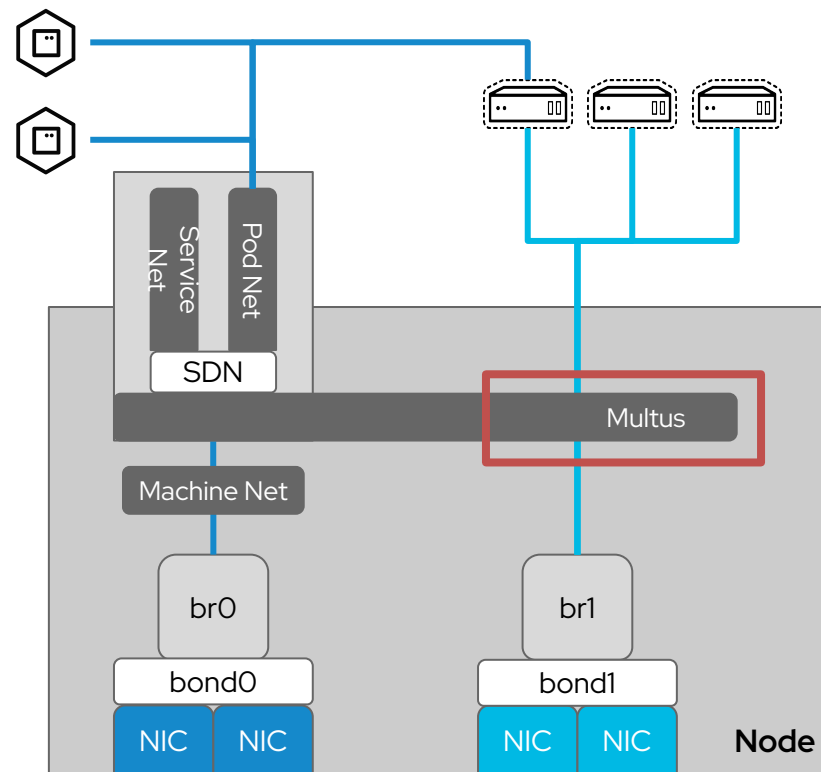 Service
Net
Pod Net
SDN
Multus
Machine Net
br0
br1
bond0
bond1
NIC
NIC
NIC
NIC
Node